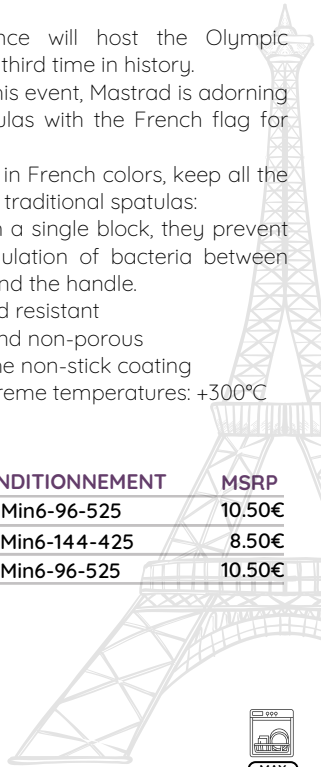 nce will host the Olympic
third time in history.
his event, Mastrad is adorning
ulas with the French flag for
in French colors, keep all the
traditional spatulas:
n a single block, they prevent
ulation of bacteria between
nd the handle.
d resistant
nd non-porous
he non-stick coating
reme temperatures: +300°C
NDITIONNEMENT MSRP
Min6-96-525 10.50€
Min6-144-425 8.50€
Min6-96-525 10.50€
MAX